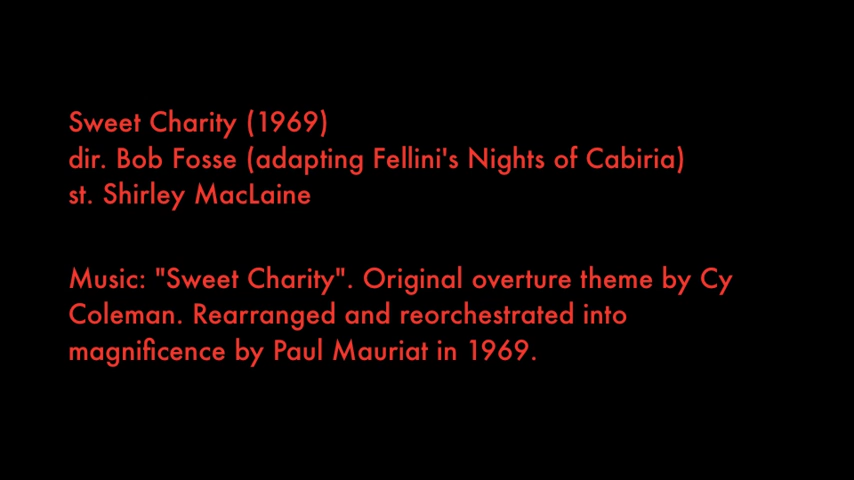 Sweet Charity (1969)
dir. Bob Fosse (adapting Fellini's Nights of Cabiria)
st. Shirley MacLaine
Music: "Sweet Charity". Original overture theme by Cy
Coleman. Rearranged and reorchestrated into
magnificence by Paul Mauriat in 1969.